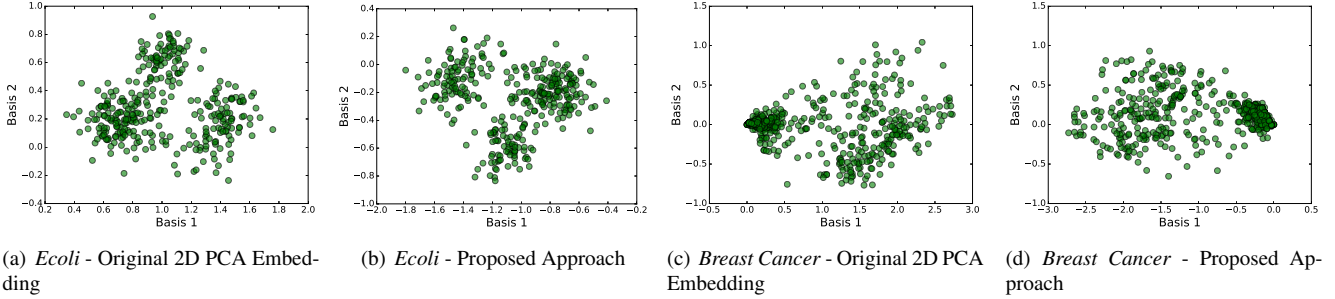 1.0
0.8
0.6
0.4
0.2
0.0
−0.2
−0.4
0.2 0.4 0.6 0.8 1.0 1.2 1.4 1.6 1.8 2.0
Basis 1
Basis 2
0.4
0.2
0.0
−0.2
−0.4
−0.6
−0.8
−1.0
−2.0 −1.8 −1.6 −1.4 −1.2 −1.0 −0.8 −0.6 −0.4 −0.2
Basis 1
Basis 2
1.5
1.0
0.5
0.0
−0.5
−1.0
−0.5 0.0 0.5 1.0 1.5 2.0 2.5 3.0
Basis 1
Basis 2
1.5
1.0
0.5
0.0
−0.5
−1.0
−3.0 −2.5 −2.0 −1.5 −1.0 −0.5 0.0 0.5
Basis 1
Basis 2
(a) Ecoli - Original 2D PCA Embed-
ding
(b) Ecoli - Proposed Approach
(c) Breast Cancer - Original 2D PCA
Embedding
(d) Breast Cancer - Proposed Ap-
proach